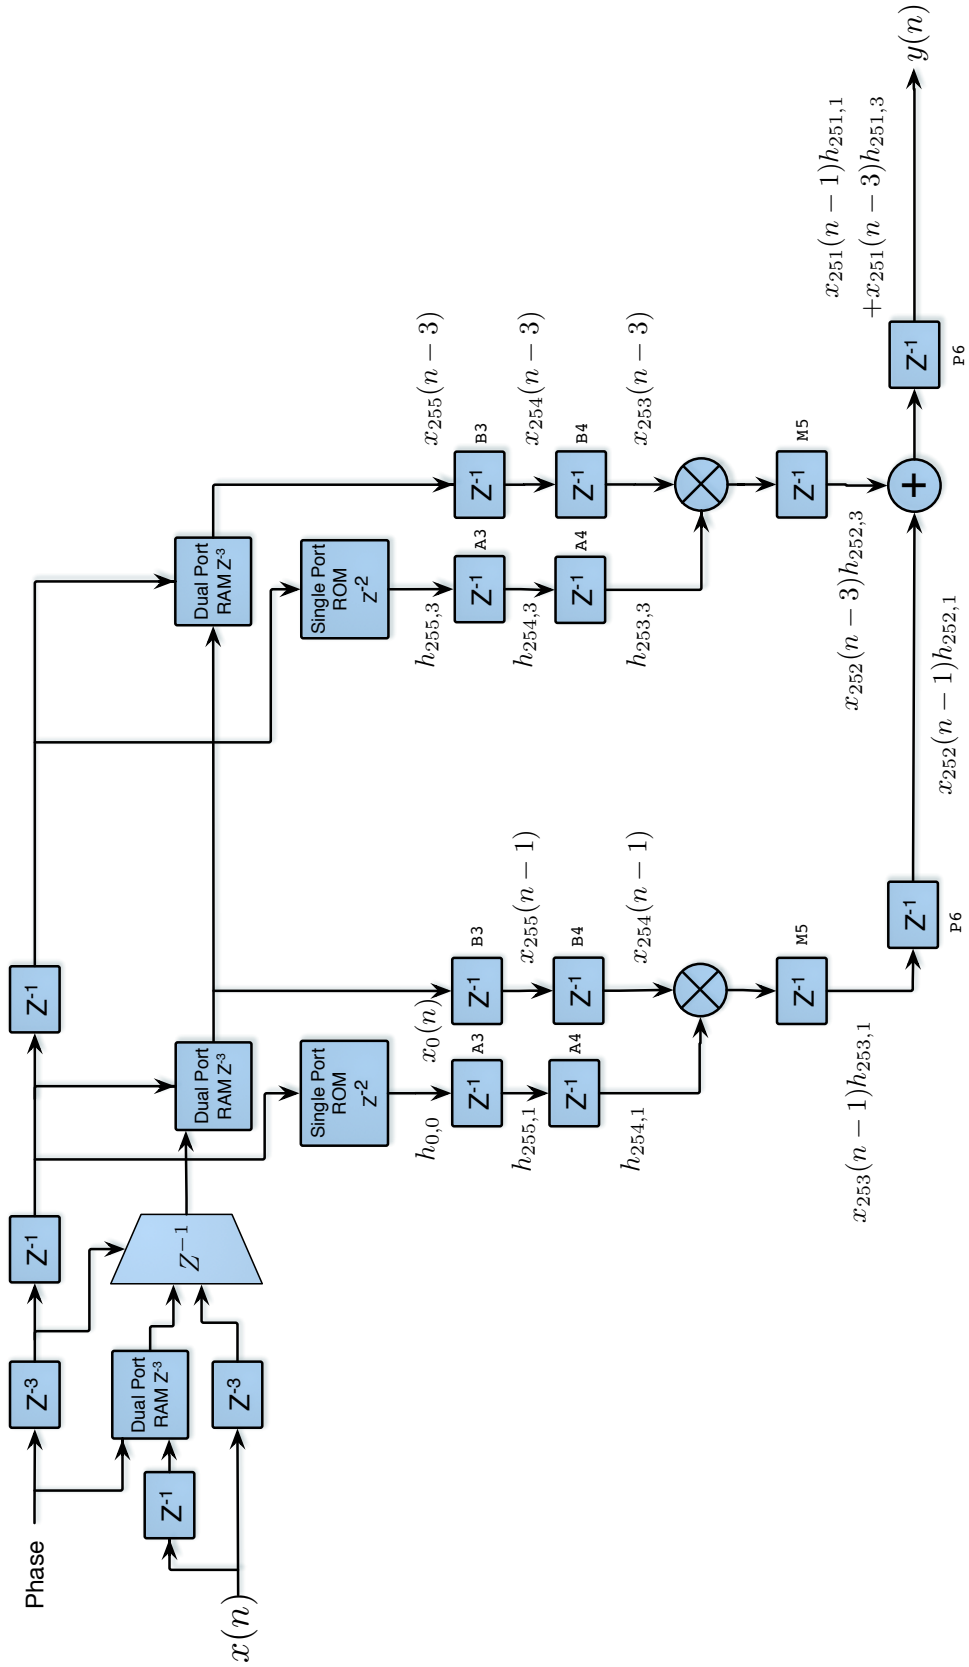 Phase
Z⁻³
Z⁻¹
Z⁻¹
x(n)
Z⁻¹
Dual Port
RAM Z⁻³
Z⁻³
Z⁻¹
Dual Port
RAM Z⁻³
Dual Port
RAM Z⁻³
Single Port
ROM
Z⁻²
Single Port
ROM
Z⁻²
h₀,₀
x₀(n)
A3
Z⁻¹
B3
Z⁻¹
h₂₅₅,₁
x₂₅₅(n − 1)
A4
Z⁻¹
B4
Z⁻¹
h₂₅₄,₁
x₂₅₄(n − 1)
M5
Z⁻¹
x₂₅₃(n − 1)h₂₅₃,₁
Z⁻¹
P6
h₂₅₅,₃
x₂₅₅(n − 3)
A3
Z⁻¹
B3
Z⁻¹
h₂₅₄,₃
x₂₅₄(n − 3)
A4
Z⁻¹
B4
Z⁻¹
h₂₅₃,₃
x₂₅₃(n − 3)
M5
Z⁻¹
x₂₅₂(n − 3)h₂₅₂,₃
x₂₅₂(n − 1)h₂₅₂,₁
+
Z⁻¹
P6
x₂₅₁(n − 1)h₂₅₁,₁
+x₂₅₁(n − 3)h₂₅₁,₃
y(n)